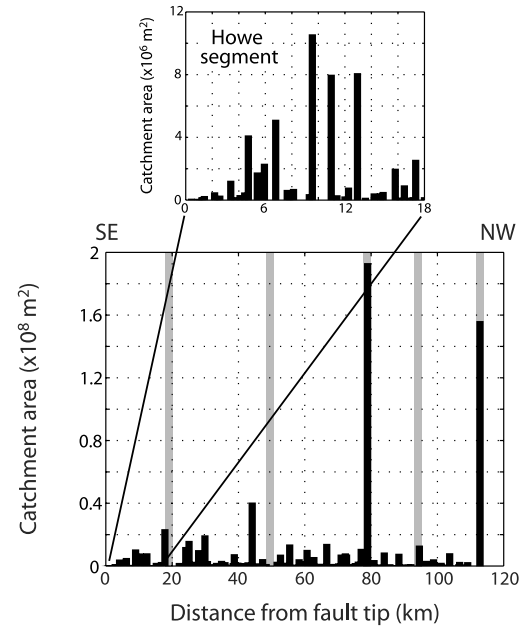 12
Howe
segment
8
4
0
0 6 12 18
Catchment area (x10⁶ m²)
SE NW
2
1.6
1.2
0.8
0.4
0
0 20 40 60 80 100 120
Catchment area (x10⁸ m²)
Distance from fault tip (km)